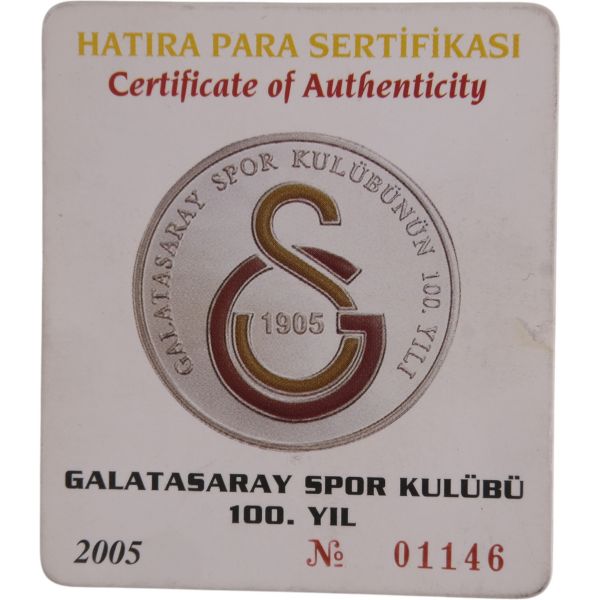 HATIRA PARA SERTİFİKASI
Certificate of Authenticity
GALATASARAY SPOR KULÜBÜNÜN 100. YILI
1905
GALATASARAY SPOR KULÜBÜ
100. YIL
2005 № 01146